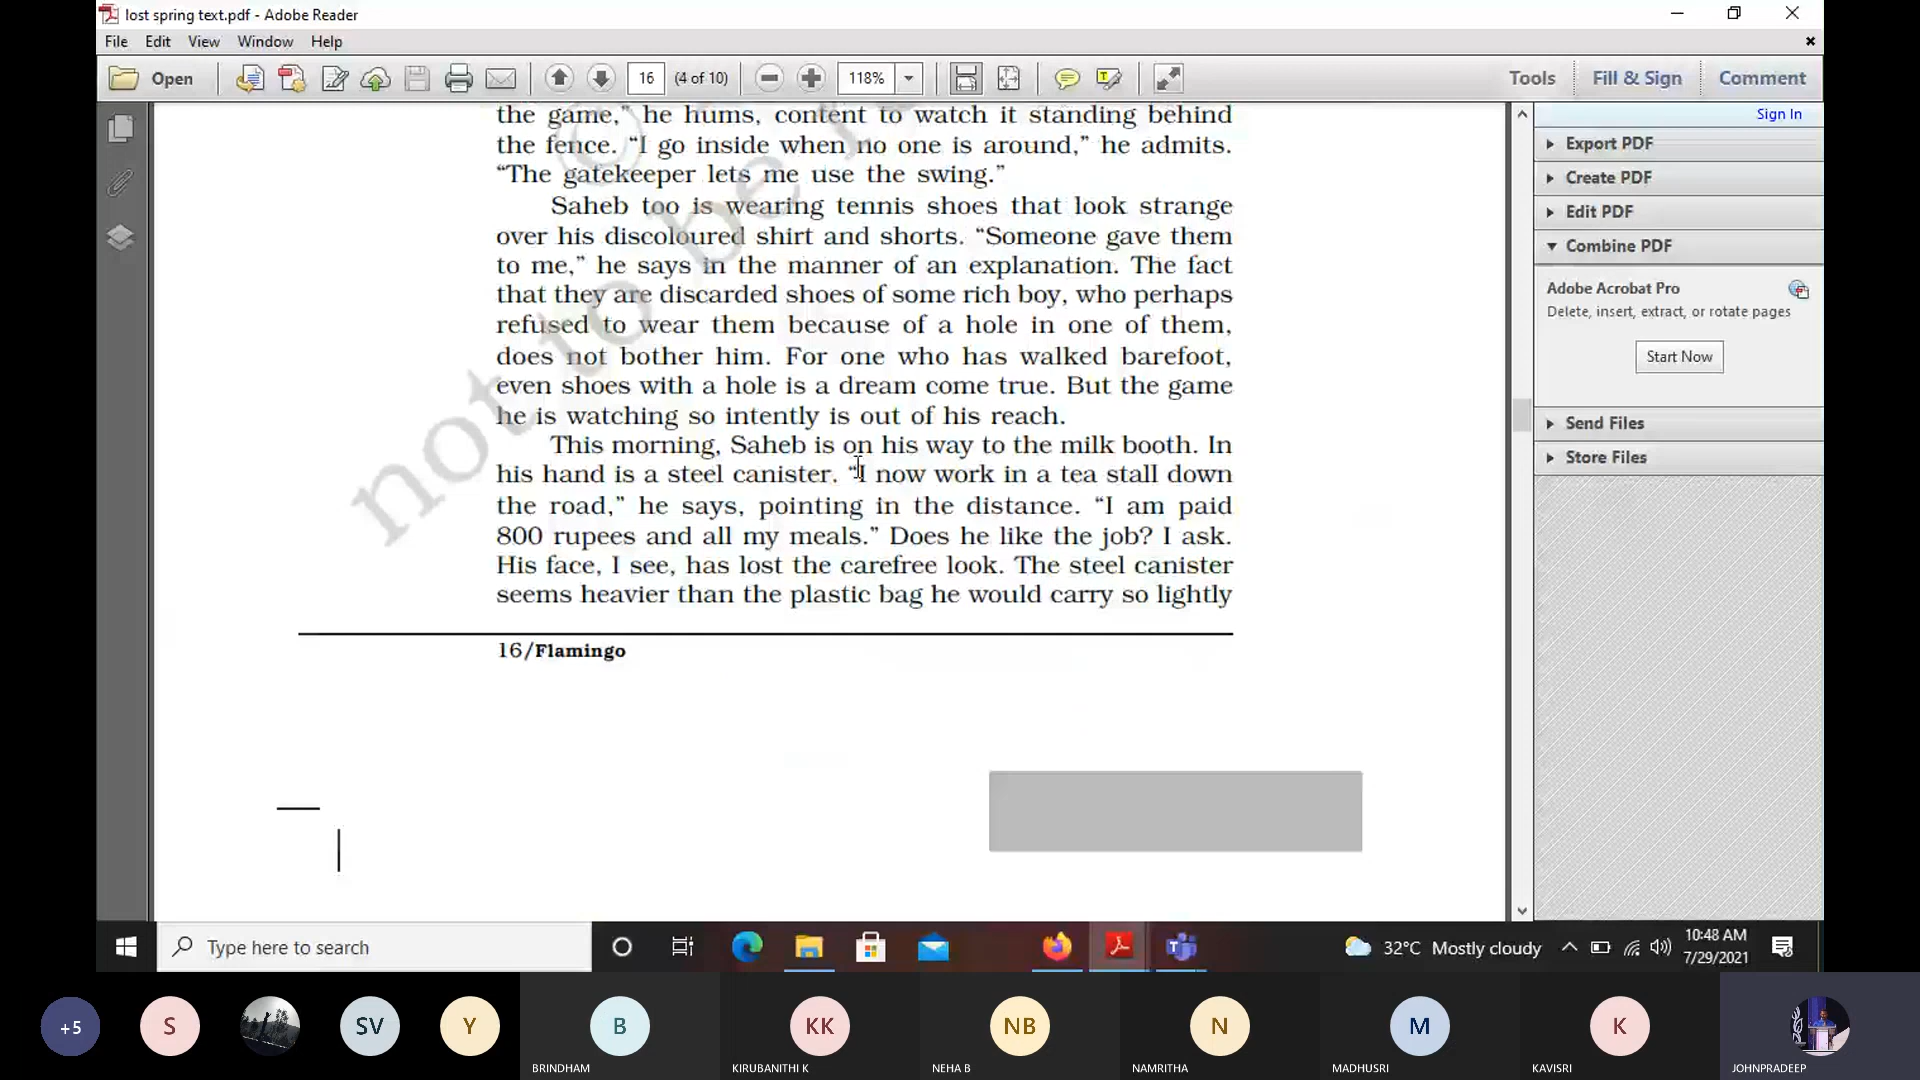 lost spring text.pdf - Adobe Reader
File Edit View Window Help
Open 16 (4 of 10) 118% Tools Fill & Sign Comment
Sign In
Export PDF
Create PDF
Edit PDF
Combine PDF
Adobe Acrobat Pro
Delete, insert, extract, or rotate pages
Start Now
Send Files
Store Files
the game,” he hums, content to watch it standing behind
the fence. “I go inside when no one is around,” he admits.
“The gatekeeper lets me use the swing.”
Saheb too is wearing tennis shoes that look strange
over his discoloured shirt and shorts. “Someone gave them
to me,” he says in the manner of an explanation. The fact
that they are discarded shoes of some rich boy, who perhaps
refused to wear them because of a hole in one of them,
does not bother him. For one who has walked barefoot,
even shoes with a hole is a dream come true. But the game
he is watching so intently is out of his reach.
This morning, Saheb is on his way to the milk booth. In
his hand is a steel canister. “I now work in a tea stall down
the road,” he says, pointing in the distance. “I am paid
800 rupees and all my meals.” Does he like the job? I ask.
His face, I see, has lost the carefree look. The steel canister
seems heavier than the plastic bag he would carry so lightly
16/Flamingo
©
not to be
Type here to search
32°C Mostly cloudy
10:48 AM
7/29/2021
+5 S SV Y B KK NB N M K
BRINDHAM KIRUBANITHI K NEHA B NAMRITHA MADHUSRI KAVISRI JOHNPRADEEP